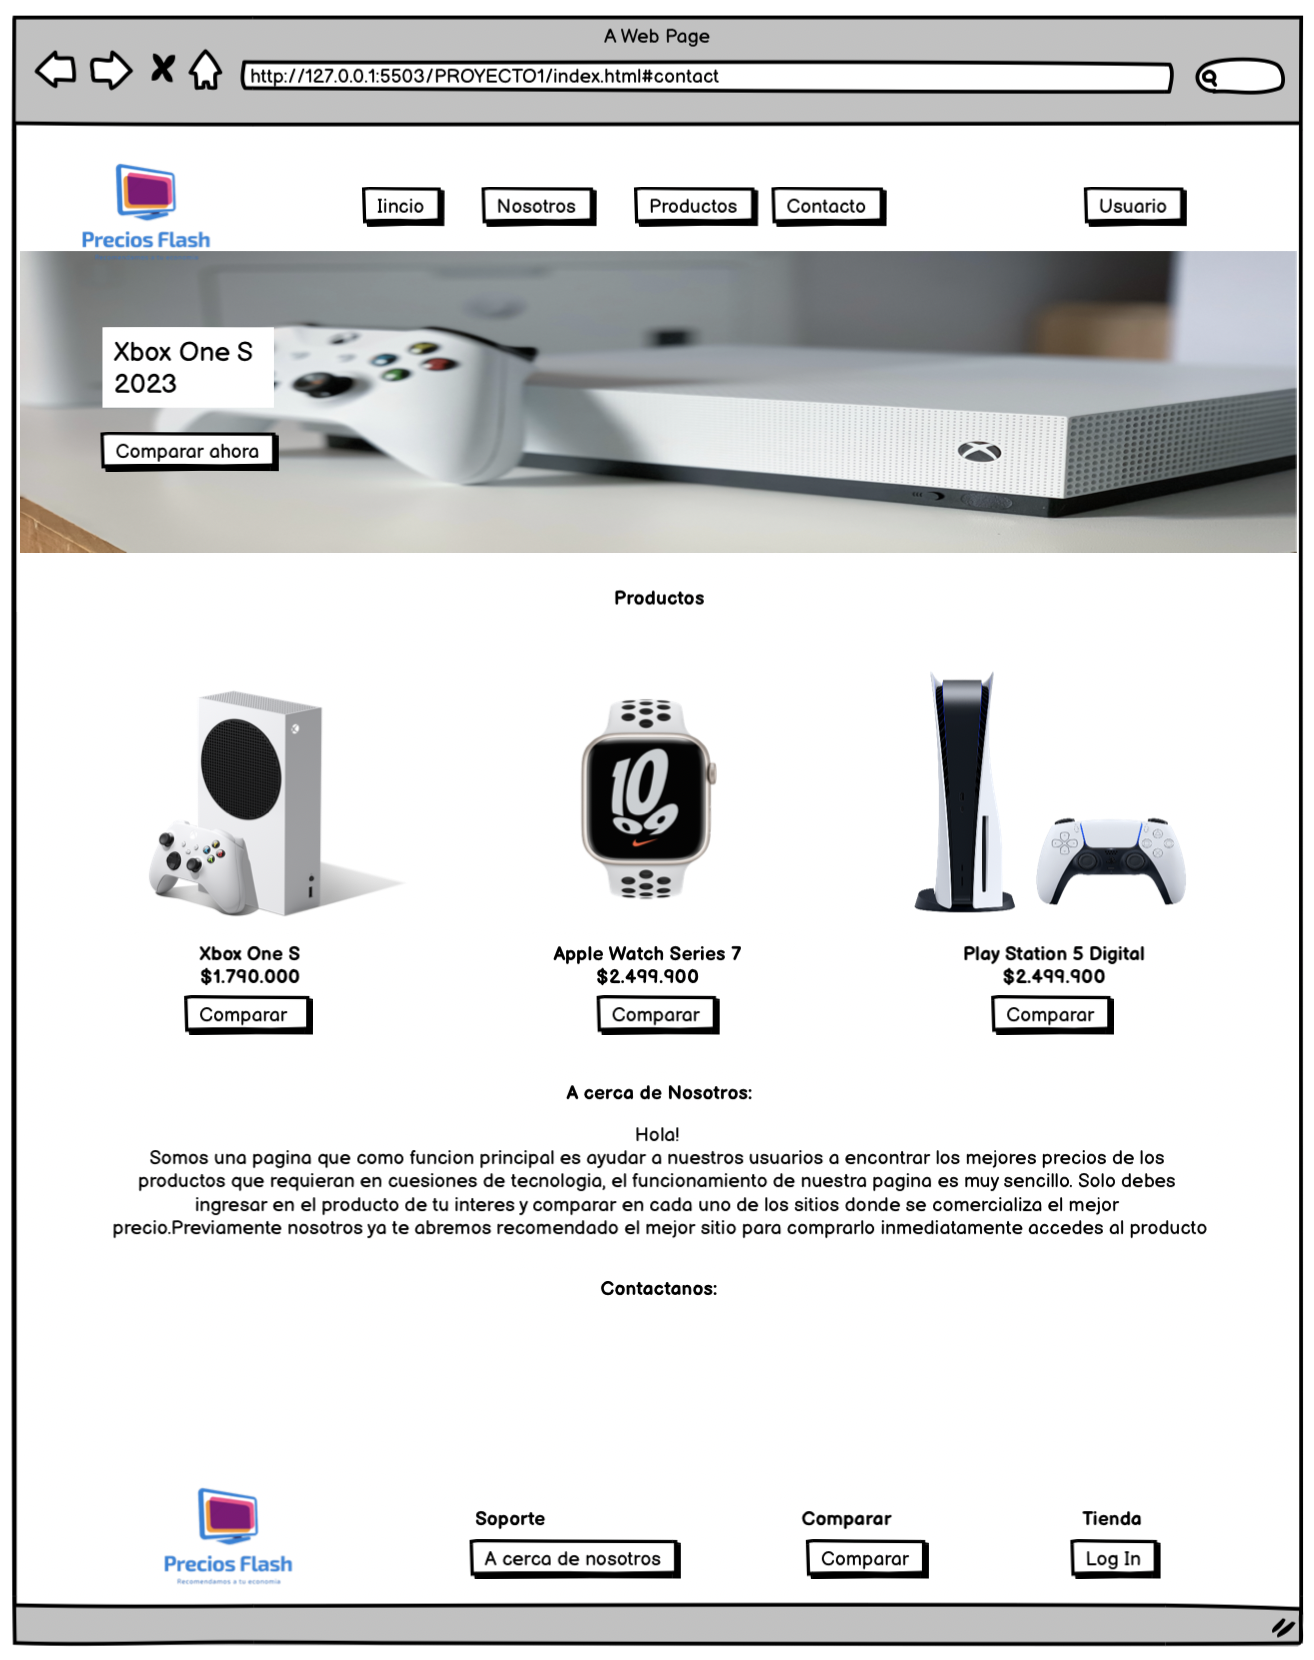 A Web Page
http://127.0.0.1:5503/PROYECTO1/index.html#contact
Iincio
Nosotros
Productos
Contacto
Usuario
Precios Flash
Xbox One S
2023
Comparar ahora
Productos
10
09
Xbox One S
$1.790.000
Comparar
Apple Watch Series 7
$2.499.900
Comparar
Play Station 5 Digital
$2.499.900
Comparar
A cerca de Nosotros:
Hola!
Somos una pagina que como funcion principal es ayudar a nuestros usuarios a encontrar los mejores precios de los
productos que requieran en cuesiones de tecnologia, el funcionamiento de nuestra pagina es muy sencillo. Solo debes
ingresar en el producto de tu interes y comparar en cada uno de los sitios donde se comercializa el mejor
precio.Previamente nosotros ya te abremos recomendado el mejor sitio para comprarlo inmediatamente accedes al producto
Contactanos:
Precios Flash
Recomendamos a tu economia
Soporte
A cerca de nosotros
Comparar
Comparar
Tienda
Log In